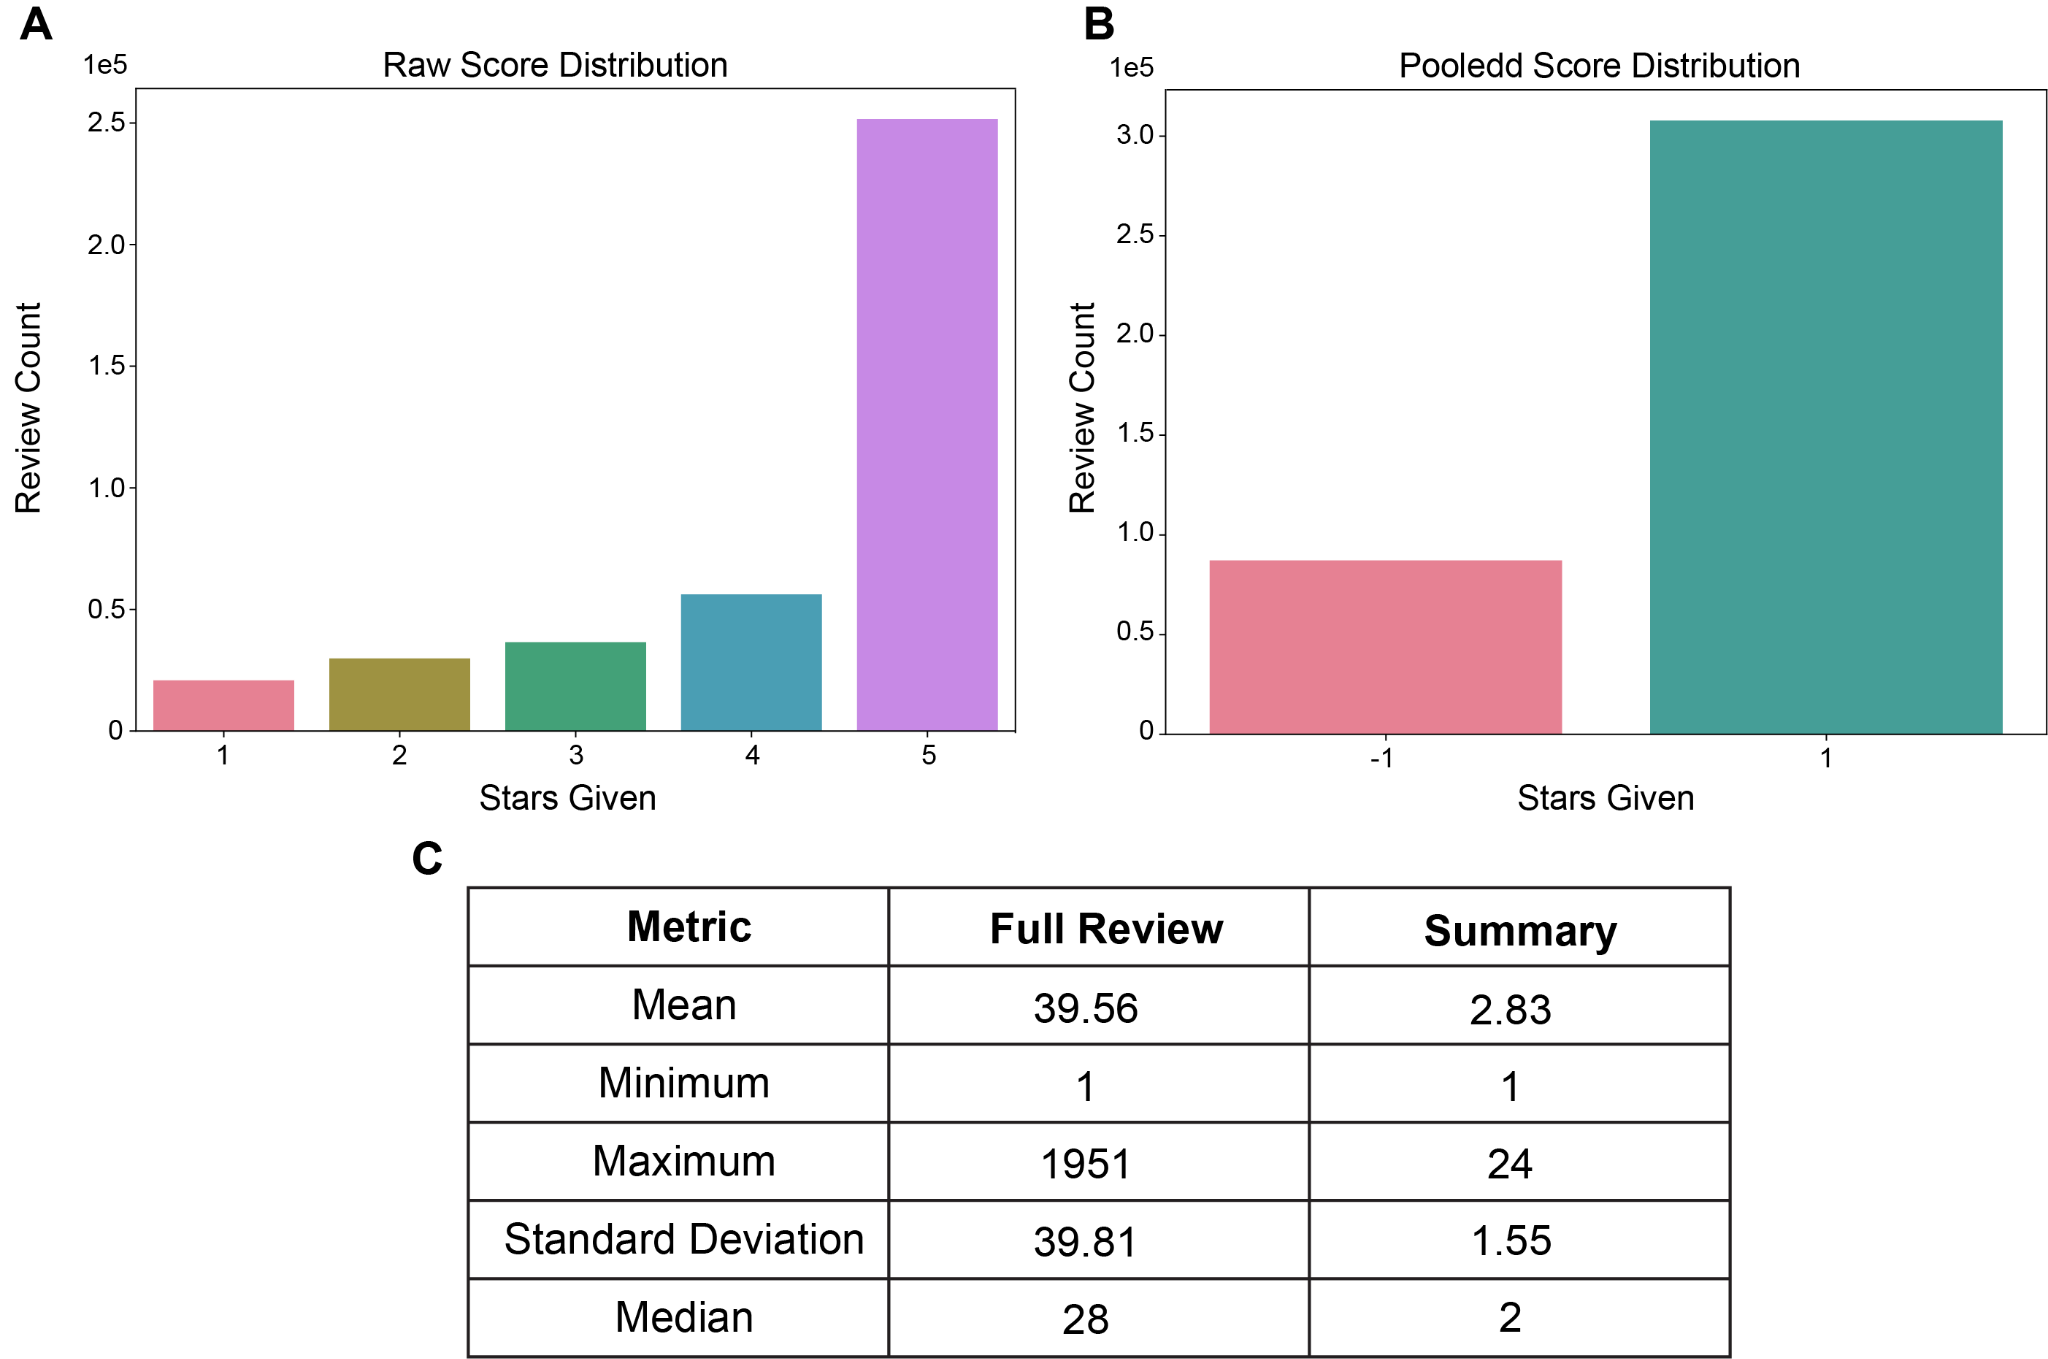 A
Raw Score Distribution
1e5
2.5
2.0
1.5
1.0
0.5
0
Review Count
1
2
3
4
5
Stars Given
B
Pooledd Score Distribution
1e5
3.0
2.5
2.0
1.5
1.0
0.5
0
Review Count
-1
1
Stars Given
C
Metric Full Review Summary
Mean 39.56 2.83
Minimum 1 1
Maximum 1951 24
Standard Deviation 39.81 1.55
Median 28 2